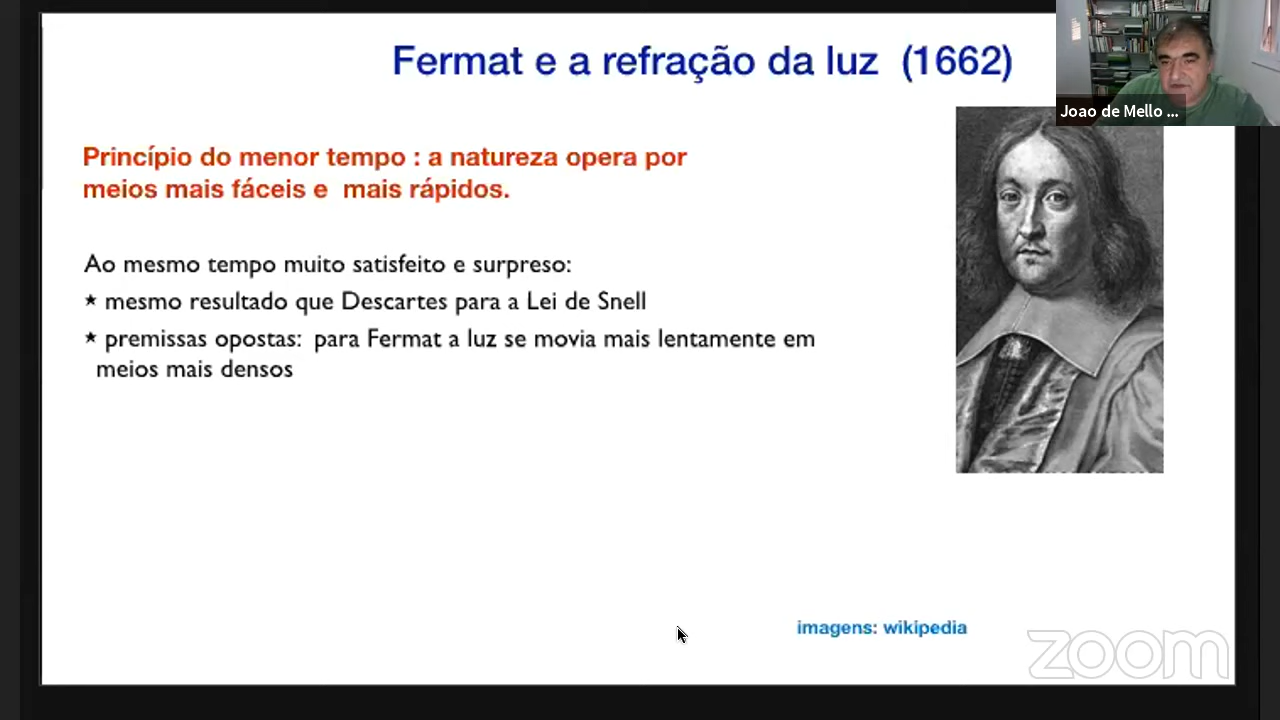 Fermat e a refração da luz (1662)
Joao de Mello ...
Princípio do menor tempo : a natureza opera por
meios mais fáceis e mais rápidos.
Ao mesmo tempo muito satisfeito e surpreso:
★ mesmo resultado que Descartes para a Lei de Snell
★ premissas opostas: para Fermat a luz se movia mais lentamente em
meios mais densos
imagens: wikipedia
zoom